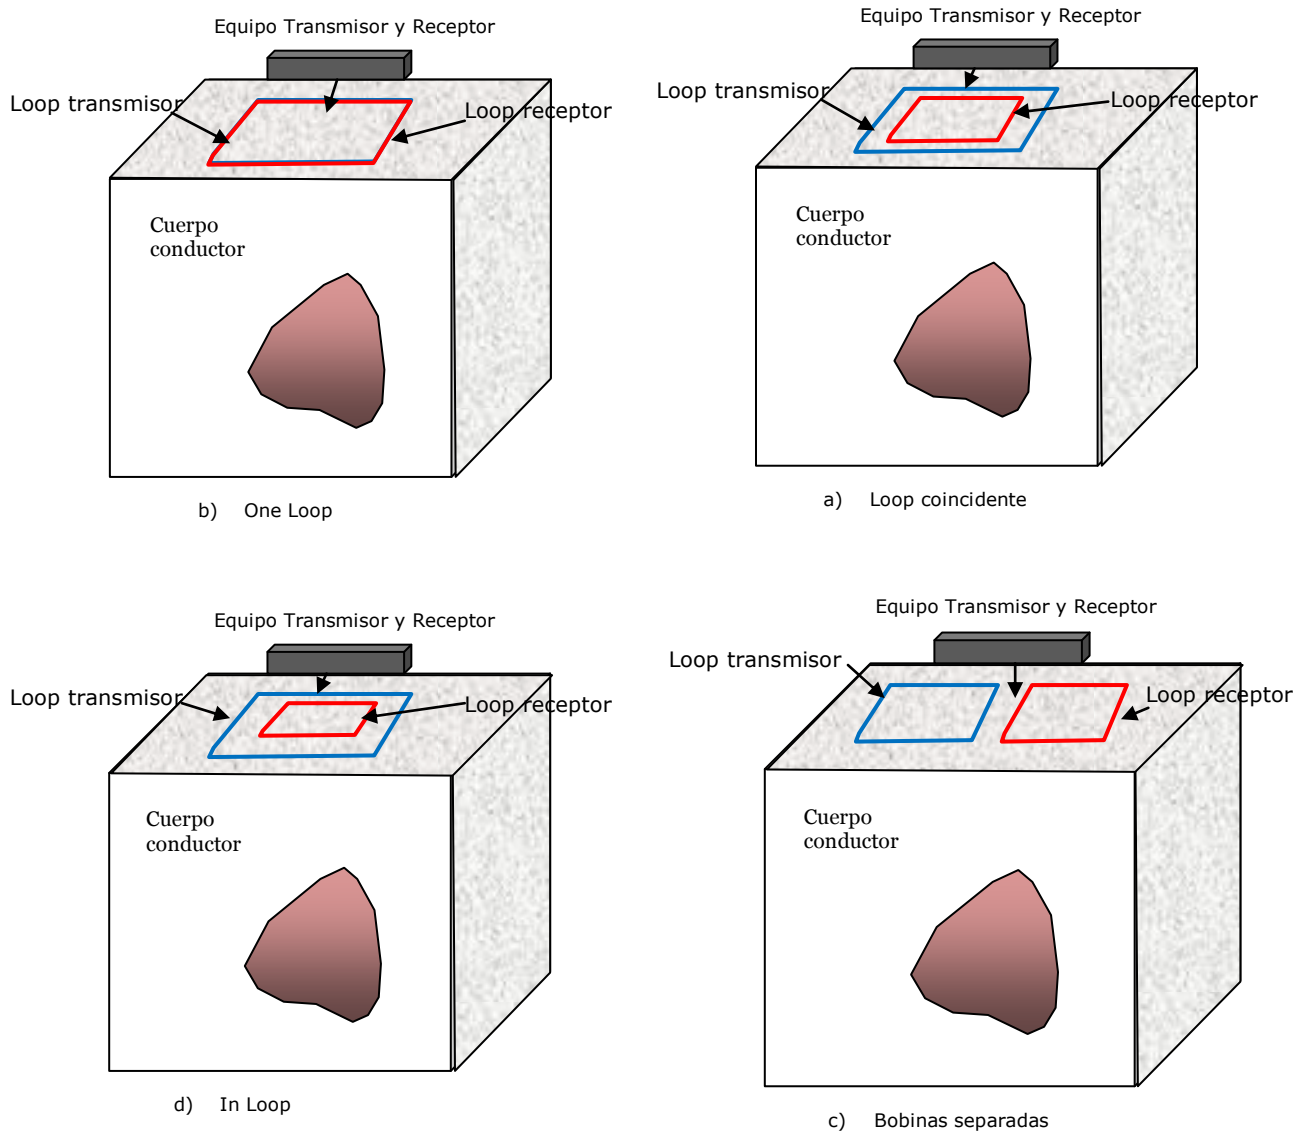 Equipo Transmisor y Receptor
Loop transmisor
Loop receptor
Cuerpo
conductor
b) One Loop
Equipo Transmisor y Receptor
Loop transmisor
Loop receptor
Cuerpo
conductor
a) Loop coincidente
Equipo Transmisor y Receptor
Loop transmisor
Loop receptor
Cuerpo
conductor
d) In Loop
Equipo Transmisor y Receptor
Loop transmisor
Loop receptor
Cuerpo
conductor
c) Bobinas separadas